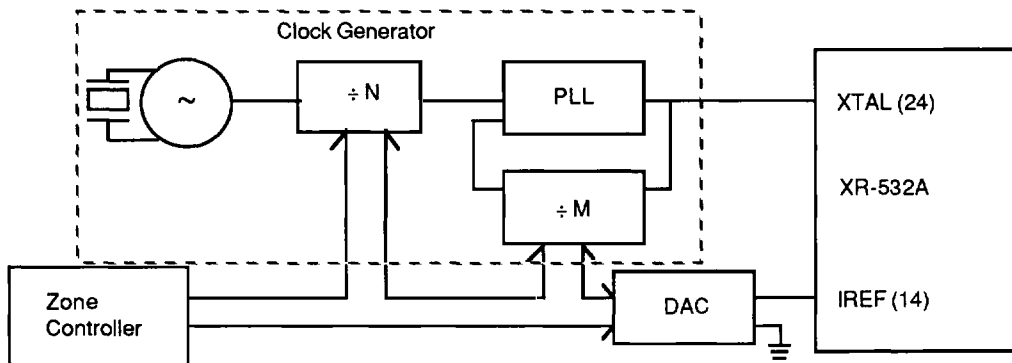 Clock Generator
~
÷ N
PLL
XTAL (24)
XR-532A
÷ M
Zone
Controller
DAC
IREF (14)